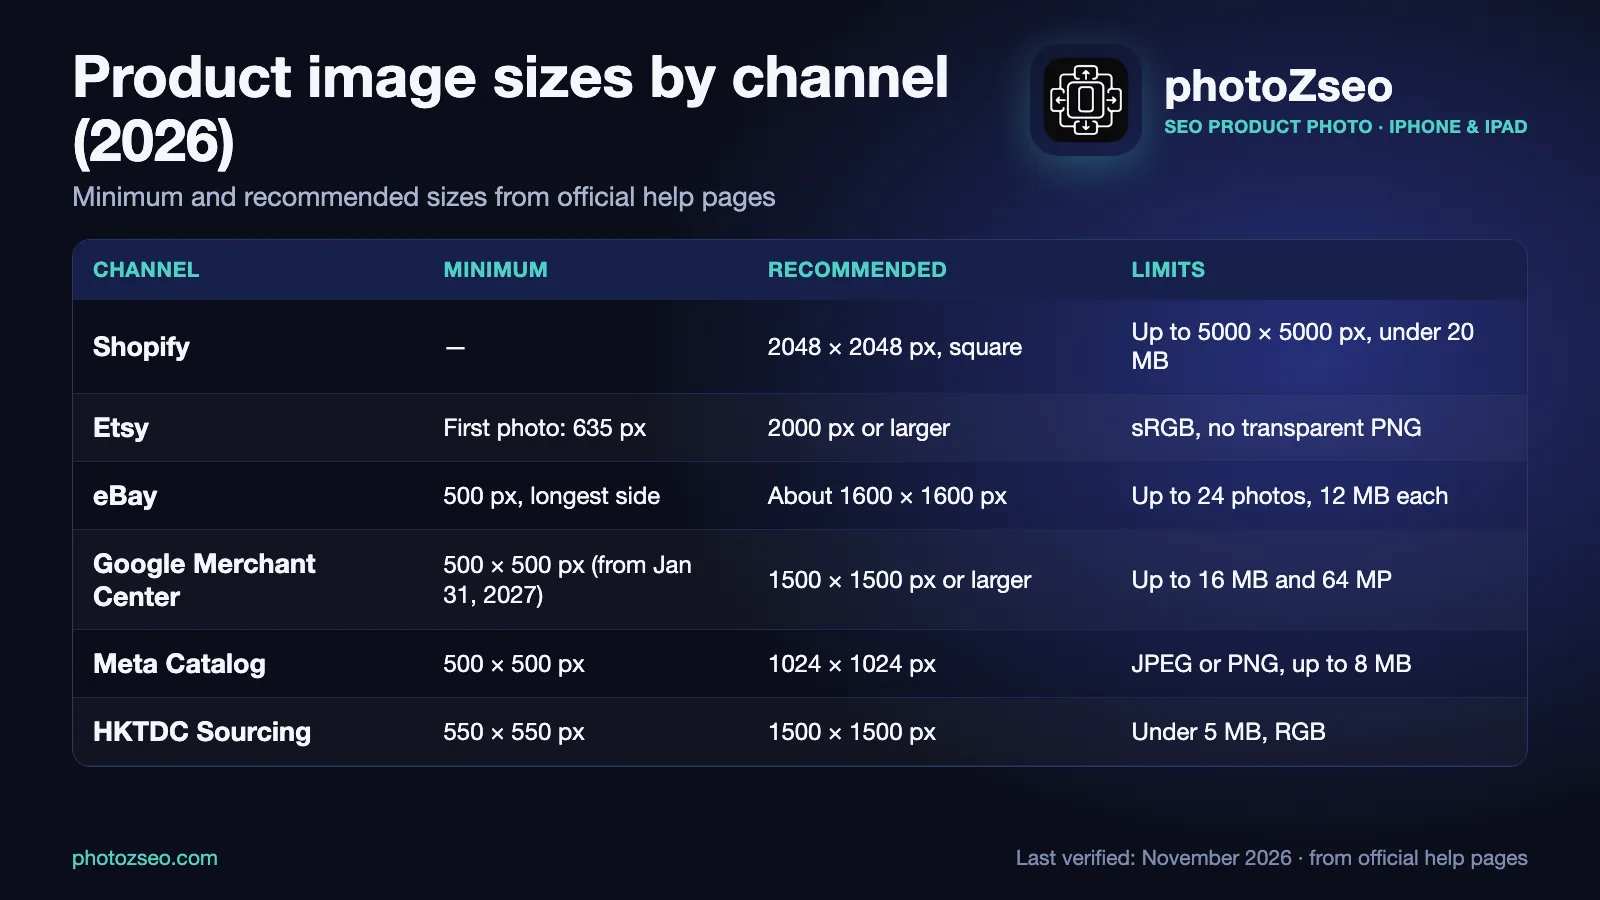 Product image sizes by channel
(2026)
Minimum and recommended sizes from official help pages
photoZseo
SEO PRODUCT PHOTO · IPHONE & IPAD
CHANNEL MINIMUM RECOMMENDED LIMITS
Shopify — 2048 × 2048 px, square Up to 5000 × 5000 px, under 20
MB
Etsy First photo: 635 px 2000 px or larger sRGB, no transparent PNG
eBay 500 px, longest side About 1600 × 1600 px Up to 24 photos, 12 MB each
Google Merchant
Center 500 × 500 px (from Jan
31, 2027) 1500 × 1500 px or larger Up to 16 MB and 64 MP
Meta Catalog 500 × 500 px 1024 × 1024 px JPEG or PNG, up to 8 MB
HKTDC Sourcing 550 × 550 px 1500 × 1500 px Under 5 MB, RGB
photozseo.com
Last verified: November 2026 · from official help pages